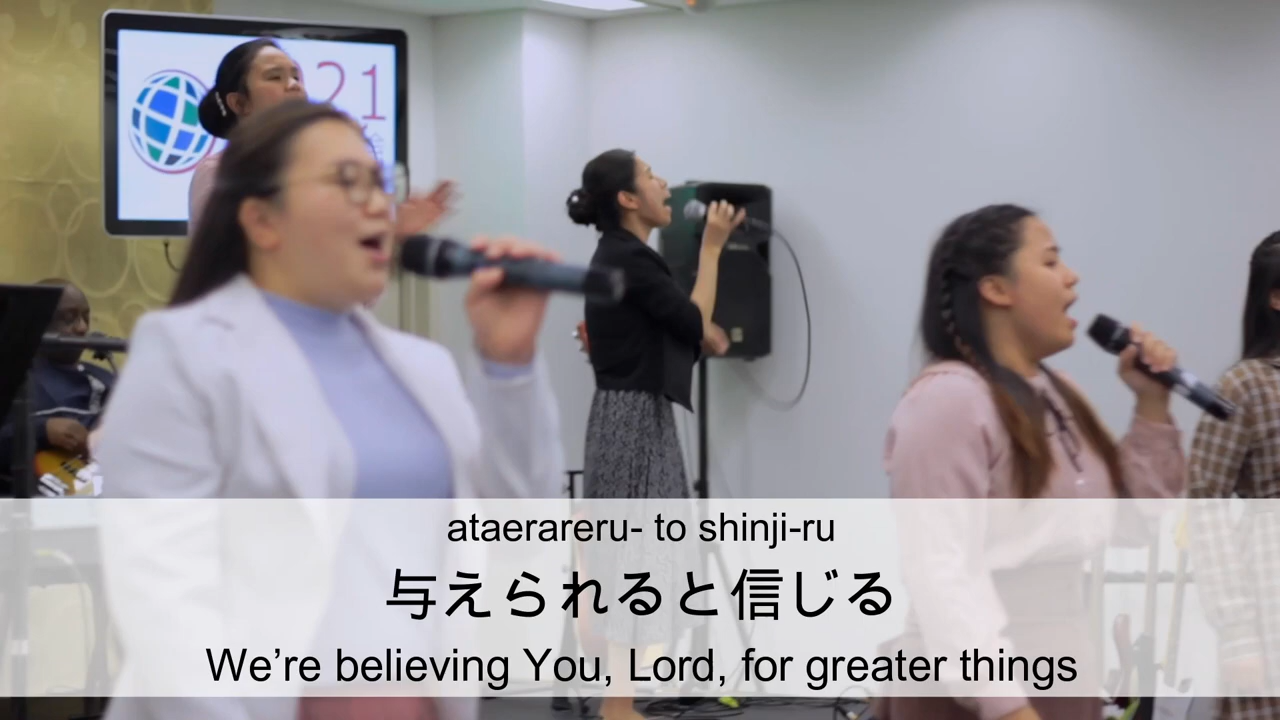 21
ataerareru- to shinji-ru
与えられると信じる
We’re believing You, Lord, for greater things